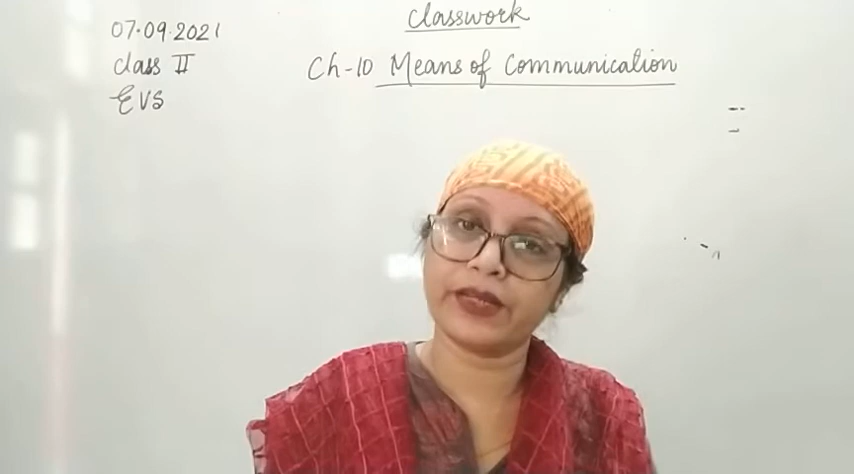 07.09.2021
Classwork
Class II
Ch-10 Means of Communication
EVS